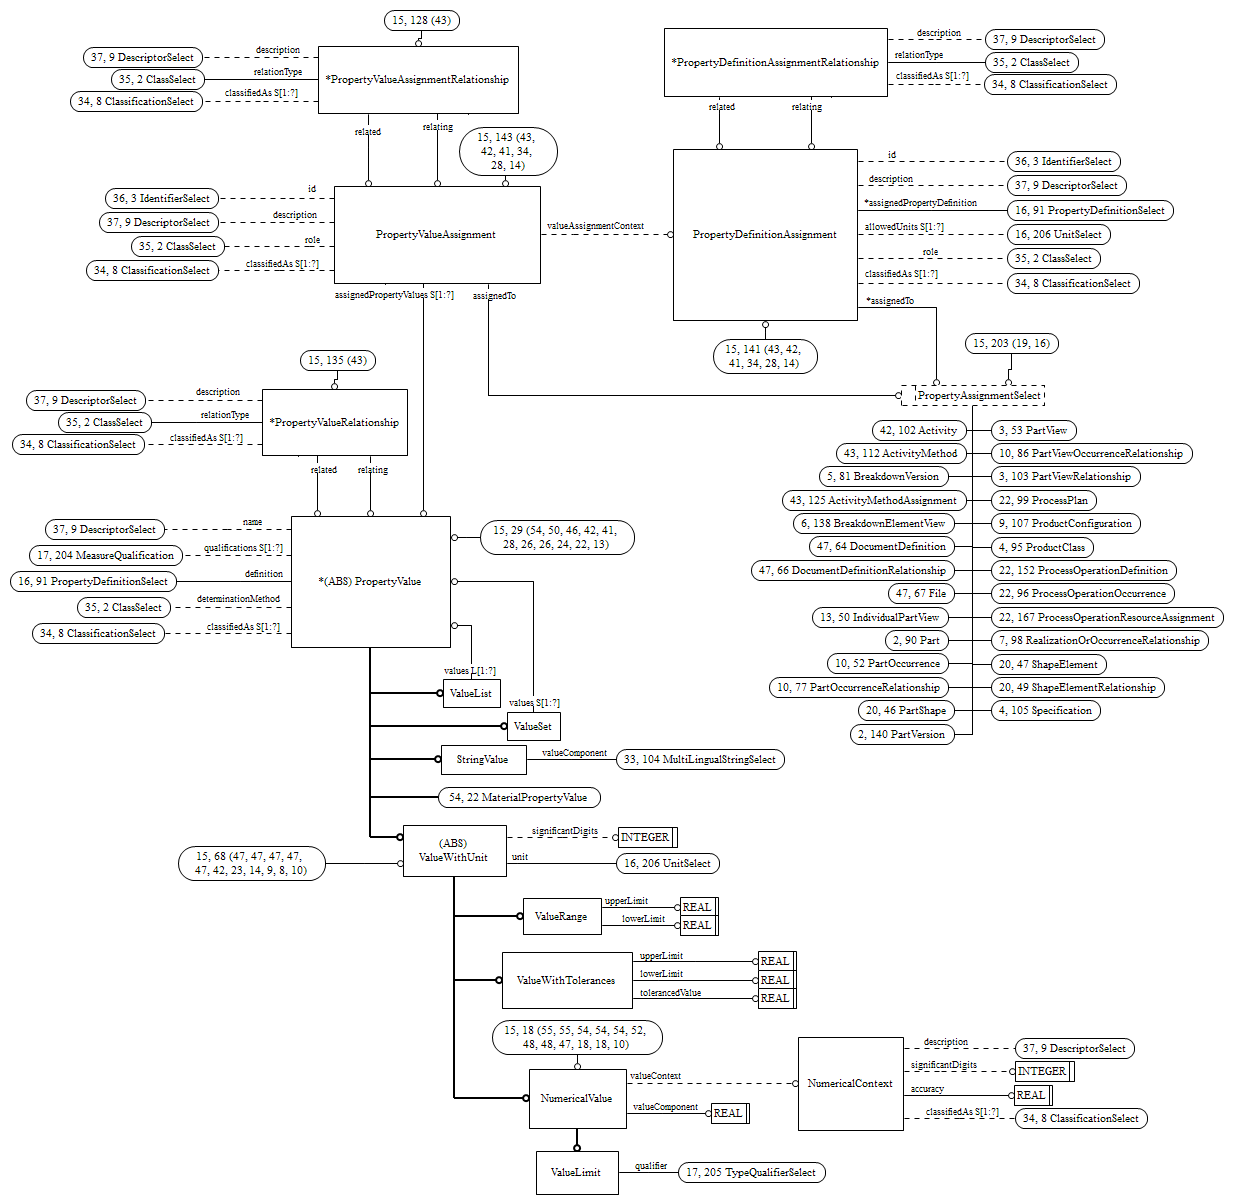 15, 128 (43)
description
37, 9 DescriptorSelect
relationType
35, 2 ClassSelect
classifiedAs S[1:?]
34, 8 ClassificationSelect
*PropertyValueAssignmentRelationship
related
relating
*PropertyDefinitionAssignmentRelationship
description
37, 9 DescriptorSelect
relationType
35, 2 ClassSelect
classifiedAs S[1:?]
34, 8 ClassificationSelect
related
relating
15, 143 (43,
42, 41, 34,
28, 14)
id
36, 3 IdentifierSelect
description
37, 9 DescriptorSelect
role
35, 2 ClassSelect
classifiedAs S[1:?]
34, 8 ClassificationSelect
PropertyValueAssignment
valueAssignmentContext
assignedPropertyValues S[1:?]
assignedTo
PropertyDefinitionAssignment
id
36, 3 IdentifierSelect
description
37, 9 DescriptorSelect
*assignedPropertyDefinition
16, 91 PropertyDefinitionSelect
allowedUnits S[1:?]
16, 206 UnitSelect
role
35, 2 ClassSelect
classifiedAs S[1:?]
34, 8 ClassificationSelect
*assignedTo
15, 141 (43, 42,
41, 34, 28, 14)
15, 203 (19, 16)
PropertyAssignmentSelect
42, 102 Activity
3, 53 PartView
43, 112 ActivityMethod
10, 86 PartViewOccurrenceRelationship
5, 81 BreakdownVersion
3, 103 PartViewRelationship
43, 125 ActivityMethodAssignment
22, 99 ProcessPlan
6, 138 BreakdownElementView
9, 107 ProductConfiguration
47, 64 DocumentDefinition
4, 95 ProductClass
47, 66 DocumentDefinitionRelationship
22, 152 ProcessOperationDefinition
47, 67 File
22, 96 ProcessOperationOccurrence
13, 50 IndividualPartView
22, 167 ProcessOperationResourceAssignment
2, 90 Part
7, 98 RealizationOrOccurrenceRelationship
10, 52 PartOccurrence
20, 47 ShapeElement
10, 77 PartOccurrenceRelationship
20, 49 ShapeElementRelationship
20, 46 PartShape
4, 105 Specification
2, 140 PartVersion
15, 135 (43)
description
37, 9 DescriptorSelect
relationType
35, 2 ClassSelect
classifiedAs S[1:?]
34, 8 ClassificationSelect
*PropertyValueRelationship
related
relating
name
37, 9 DescriptorSelect
qualifications S[1:?]
17, 204 MeasureQualification
definition
16, 91 PropertyDefinitionSelect
determinationMethod
35, 2 ClassSelect
classifiedAs S[1:?]
34, 8 ClassificationSelect
*(ABS) PropertyValue
15, 29 (54, 50, 46, 42, 41,
28, 26, 26, 24, 22, 13)
values L[1:?]
ValueList
values S[1:?]
ValueSet
StringValue
valueComponent
33, 104 MultiLingualStringSelect
54, 22 MaterialPropertyValue
(ABS)
ValueWithUnit
significantDigits
INTEGER
unit
16, 206 UnitSelect
15, 68 (47, 47, 47, 47,
47, 42, 23, 14, 9, 8, 10)
ValueRange
upperLimit
REAL
lowerLimit
REAL
ValueWithTolerances
upperLimit
REAL
lowerLimit
REAL
tolerancedValue
REAL
15, 18 (55, 55, 54, 54, 54, 52,
48, 48, 47, 18, 18, 10)
NumericalValue
valueContext
valueComponent
REAL
NumericalContext
description
37, 9 DescriptorSelect
significantDigits
INTEGER
accuracy
REAL
classifiedAs S[1:?]
34, 8 ClassificationSelect
ValueLimit
qualifier
17, 205 TypeQualifierSelect